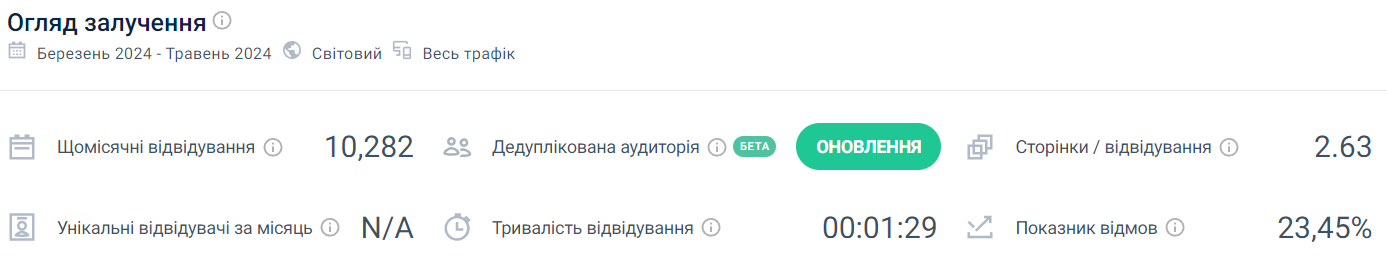 Огляд залучення
Березень 2024 - Травень 2024 Світовий Весь трафік
Щомісячні відвідування 10,282 Дедуплікована аудиторія БЕТА ОНОВЛЕННЯ Сторінки / відвідування 2.63
Унікальні відвідувачі за місяць N/A Тривалість відвідування 00:01:29 Показник відмов 23,45%